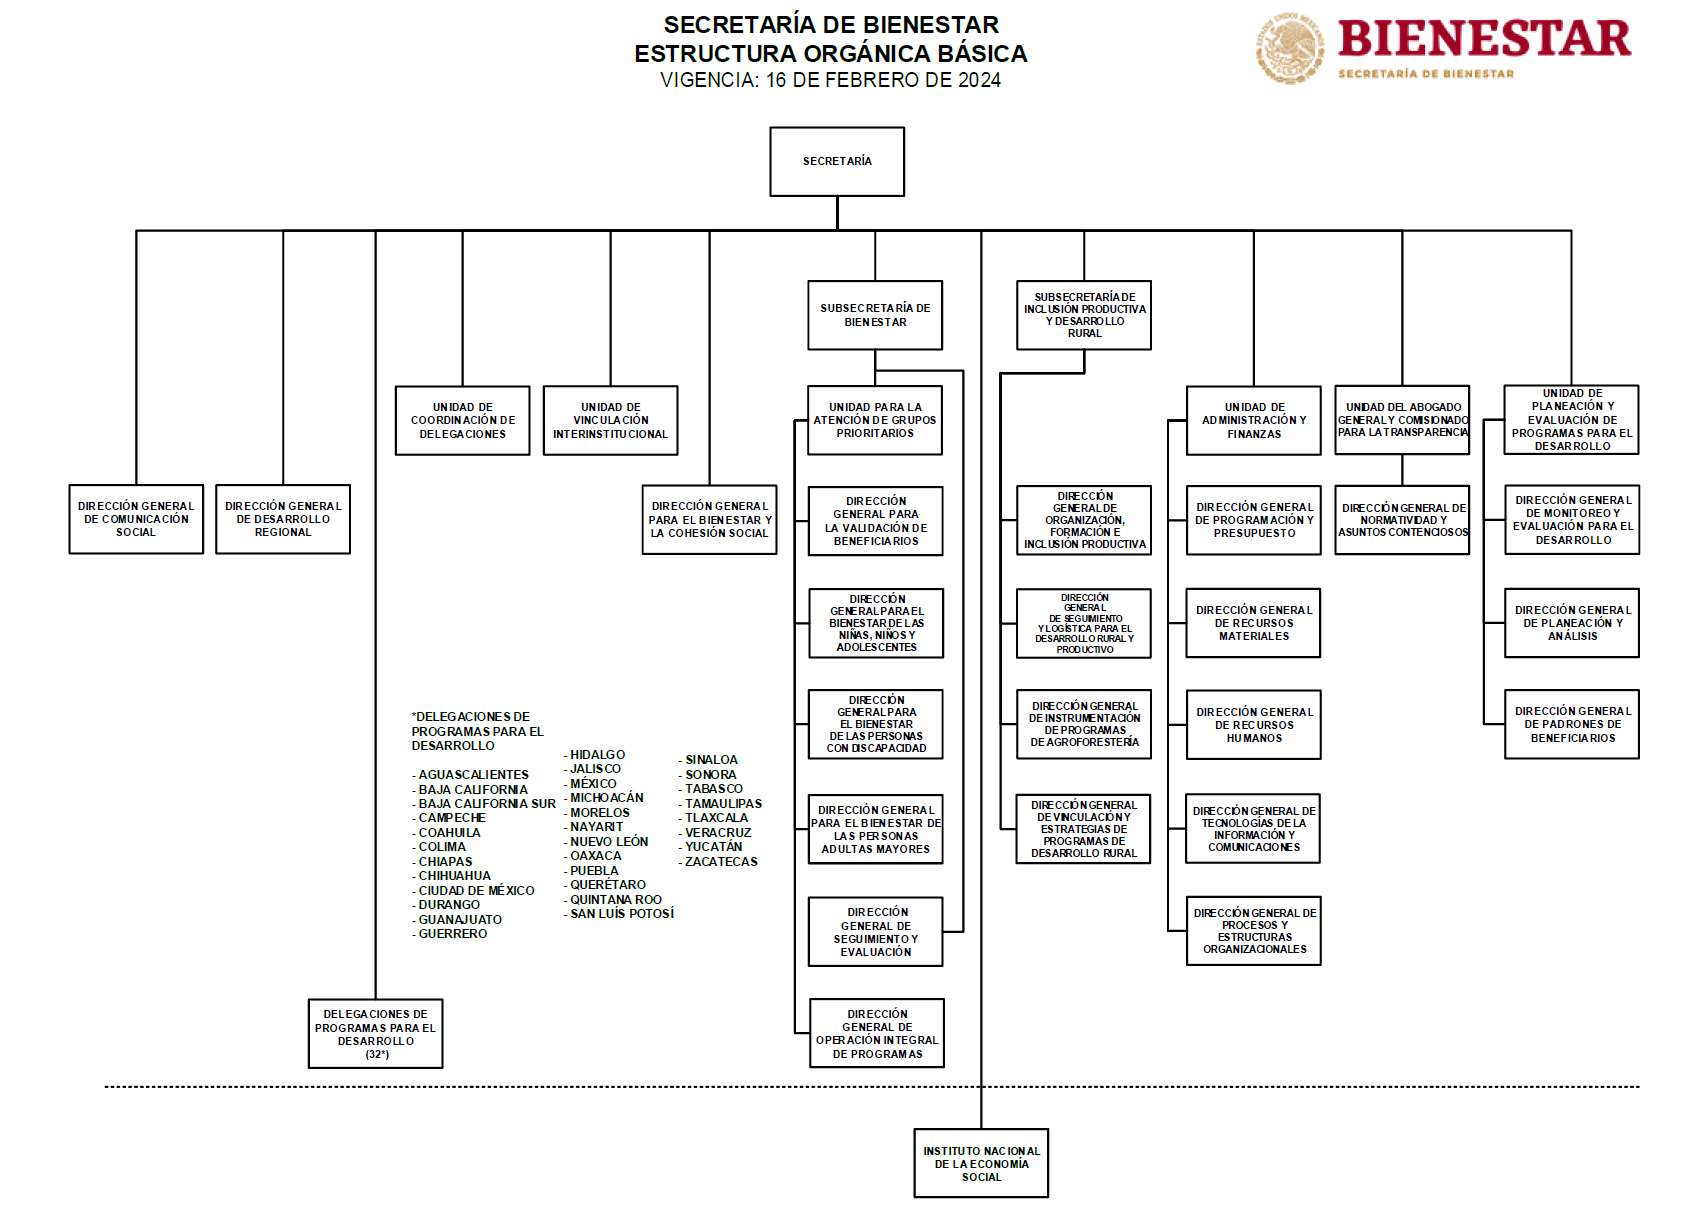 SECRETARÍA DE BIENESTAR
ESTRUCTURA ORGÁNICA BÁSICA
VIGENCIA: 16 DE FEBRERO DE 2024
ESTADOS UNIDOS MEXICANOS
BIENESTAR
SECRETARÍA DE BIENESTAR
SECRETARÍA
SUBSECRETARÍA DE
BIENESTAR
SUBSECRETARÍA DE
INCLUSIÓN PRODUCTIVA
Y DESARROLLO
RURAL
UNIDAD DE
COORDINACIÓN DE
DELEGACIONES
UNIDAD DE
VINCULACIÓN
INTERINSTITUCIONAL
UNIDAD PARA LA
ATENCIÓN DE GRUPOS
PRIORITARIOS
UNIDAD DE
ADMINISTRACIÓN Y
FINANZAS
UNIDAD DEL ABOGADO
GENERAL Y COMISIONADO
PARA LA TRANSPARENCIA
UNIDAD DE
PLANEACIÓN Y
EVALUACIÓN DE
PROGRAMAS PARA EL
DESARROLLO
DIRECCIÓN GENERAL
DE COMUNICACIÓN
SOCIAL
DIRECCIÓN GENERAL
DE DESARROLLO
REGIONAL
DIRECCIÓN GENERAL
PARA EL BIENESTAR Y
LA COHESIÓN SOCIAL
DIRECCIÓN
GENERAL PARA
LA VALIDACIÓN DE
BENEFICIARIOS
DIRECCIÓN
GENERAL DE
ORGANIZACIÓN,
FORMACIÓN E
INCLUSIÓN PRODUCTIVA
DIRECCIÓN GENERAL
DE PROGRAMACIÓN Y
PRESUPUESTO
DIRECCIÓN GENERAL DE
NORMATIVIDAD Y
ASUNTOS CONTENCIOSOS
DIRECCIÓN GENERAL
DE MONITOREO Y
EVALUACIÓN PARA EL
DESARROLLO
DIRECCIÓN
GENERAL PARA EL
BIENESTAR DE LAS
NIÑAS, NIÑOS Y
ADOLESCENTES
DIRECCIÓN
GENERAL
DE SEGUIMIENTO
Y LOGÍSTICA PARA EL
DESARROLLO RURAL Y
PRODUCTIVO
DIRECCIÓN GENERAL
DE RECURSOS
MATERIALES
DIRECCIÓN GENERAL
DE PLANEACIÓN Y
ANÁLISIS
DIRECCIÓN
GENERAL PARA
EL BIENESTAR
DE LAS PERSONAS
CON DISCAPACIDAD
DIRECCIÓN GENERAL
DE INSTRUMENTACIÓN
DE PROGRAMAS
DE AGROFORESTERÍA
DIRECCIÓN GENERAL
DE RECURSOS
HUMANOS
DIRECCIÓN GENERAL
DE PADRONES DE
BENEFICIARIOS
*DELEGACIONES DE
PROGRAMAS PARA EL
DESARROLLO
- AGUASCALIENTES
- BAJA CALIFORNIA
- BAJA CALIFORNIA SUR
- CAMPECHE
- COAHUILA
- COLIMA
- CHIAPAS
- CHIHUAHUA
- CIUDAD DE MÉXICO
- DURANGO
- GUANAJUATO
- GUERRERO
- HIDALGO
- JALISCO
- MÉXICO
- MICHOACÁN
- MORELOS
- NAYARIT
- NUEVO LEÓN
- OAXACA
- PUEBLA
- QUERÉTARO
- QUINTANA ROO
- SAN LUÍS POTOSÍ
- SINALOA
- SONORA
- TABASCO
- TAMAULIPAS
- TLAXCALA
- VERACRUZ
- YUCATÁN
- ZACATECAS
DIRECCIÓN GENERAL
PARA EL BIENESTAR DE
LAS PERSONAS
ADULTAS MAYORES
DIRECCIÓN GENERAL
DE VINCULACIÓN Y
ESTRATEGIAS DE
PROGRAMAS DE
DESARROLLO RURAL
DIRECCIÓN GENERAL DE
TECNOLOGÍAS DE LA
INFORMACIÓN Y
COMUNICACIONES
DIRECCIÓN
GENERAL DE
SEGUIMIENTO Y
EVALUACIÓN
DIRECCIÓN GENERAL DE
PROCESOS Y
ESTRUCTURAS
ORGANIZACIONALES
DELEGACIONES DE
PROGRAMAS PARA EL
DESARROLLO
(32*)
DIRECCIÓN
GENERAL DE
OPERACIÓN INTEGRAL
DE PROGRAMAS
INSTITUTO NACIONAL
DE LA ECONOMÍA
SOCIAL